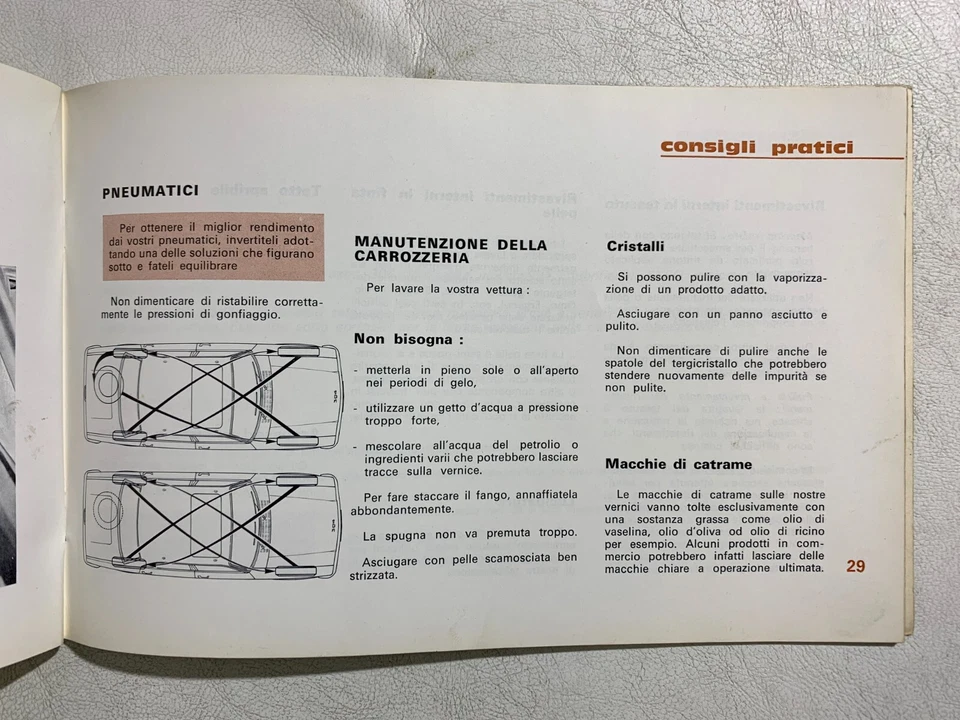 consigli pratici
PNEUMATICI
Per ottenere il miglior rendimento
dai vostri pneumatici, invertiteli adot-
tando una delle soluzioni che figurano
sotto e fateli equilibrare
Non dimenticare di ristabilire corretta-
mente le pressioni di gonfiaggio.
MANUTENZIONE DELLA
CARROZZERIA
Per lavare la vostra vettura :
Non bisogna :
- metterla in pieno sole o all'aperto
nei periodi di gelo,
- utilizzare un getto d'acqua a pressione
troppo forte,
- mescolare all'acqua del petrolio o
ingredienti varii che potrebbero lasciare
tracce sulla vernice.
Per fare staccare il fango, annaffiatela
abbondantemente.
La spugna non va premuta troppo.
Asciugare con pelle scamosciata ben
strizzata.
Cristalli
Si possono pulire con la vaporizza-
zione di un prodotto adatto.
Asciugare con un panno asciutto e
pulito.
Non dimenticare di pulire anche le
spatole del tergicristallo che potrebbero
stendere nuovamente delle impurità se
non pulite.
Macchie di catrame
Le macchie di catrame sulle nostre
vernici vanno tolte esclusivamente con
una sostanza grassa come olio di
vaselina, olio d'oliva od olio di ricino
per esempio. Alcuni prodotti in com-
mercio potrebbero infatti lasciare delle
macchie chiare a operazione ultimata.
29